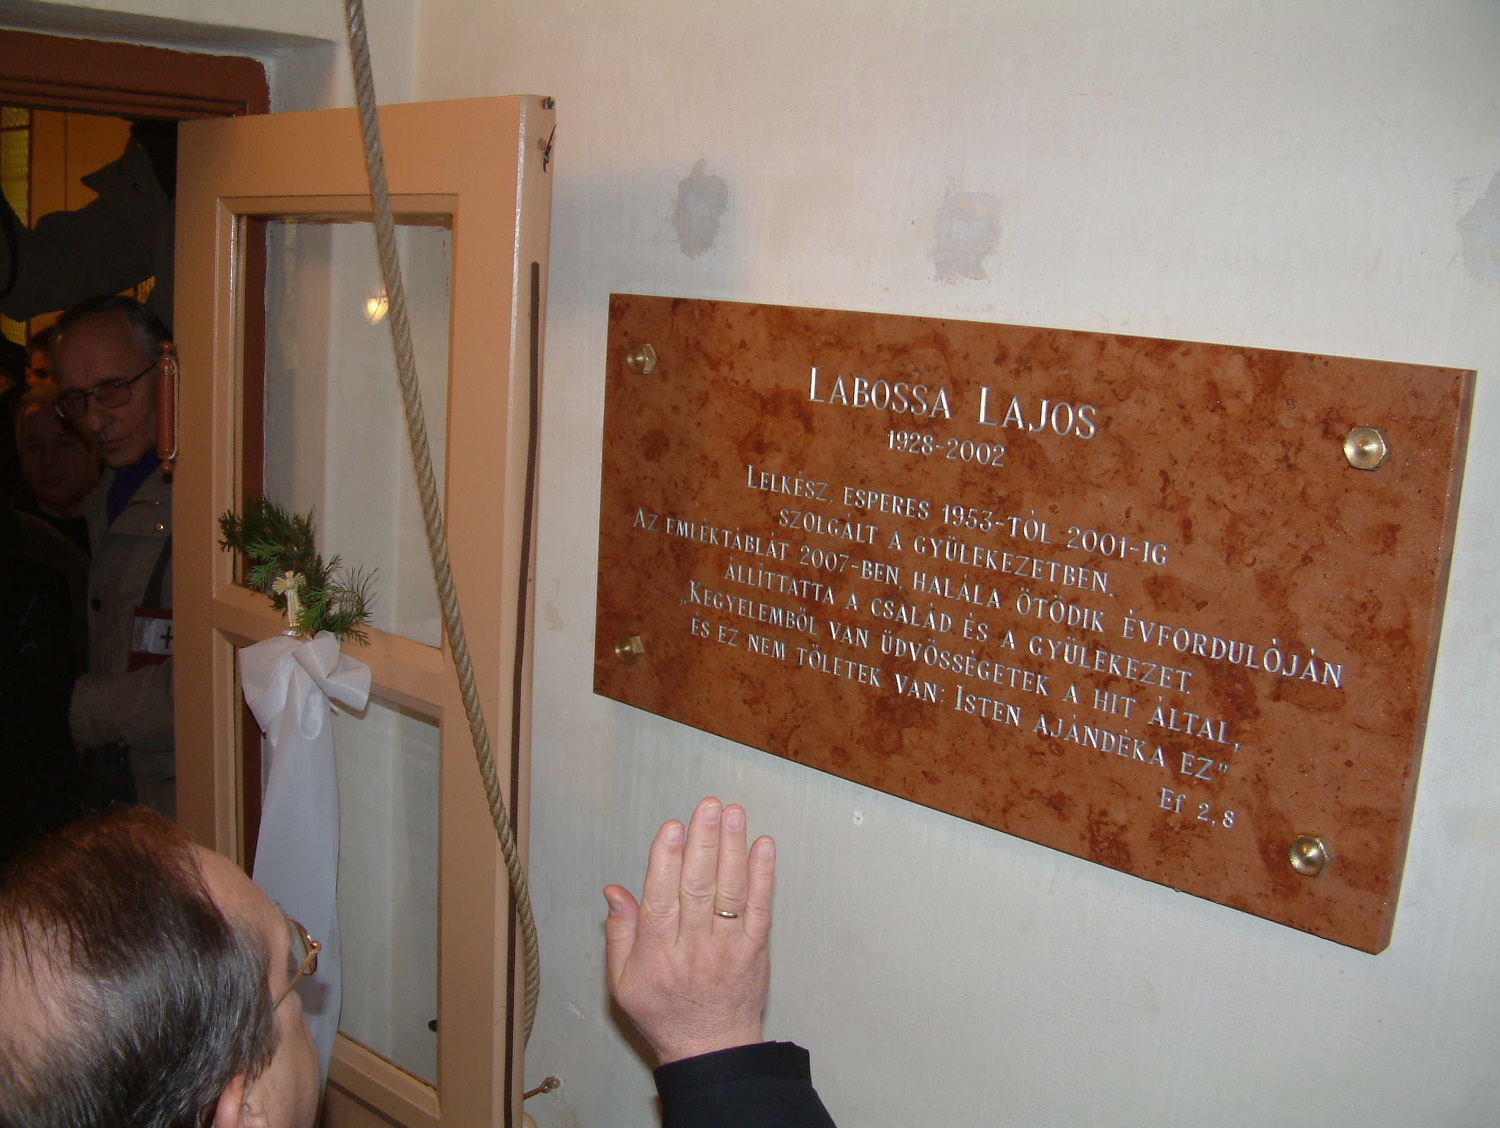 LABOSSA LAJOS
1928-2002
LELKÉSZ, ESPERES 1953-TÓL 2001-IG
SZOLGÁLT A GYÜLEKEZETBEN.
AZ EMLÉKTÁBLÁT 2007-BEN, HALÁLA ÖTÖDIK ÉVFORDULÓJÁN
ÁLLÍTTATTA A CSALÁD ÉS A GYÜLEKEZET.
„KEGYELEMBŐL VAN ÜDVÖSSÉGETEK A HIT ÁLTAL,
ÉS EZ NEM TŐLETEK VAN: ISTEN AJÁNDÉKA EZ”
Ef 2,8